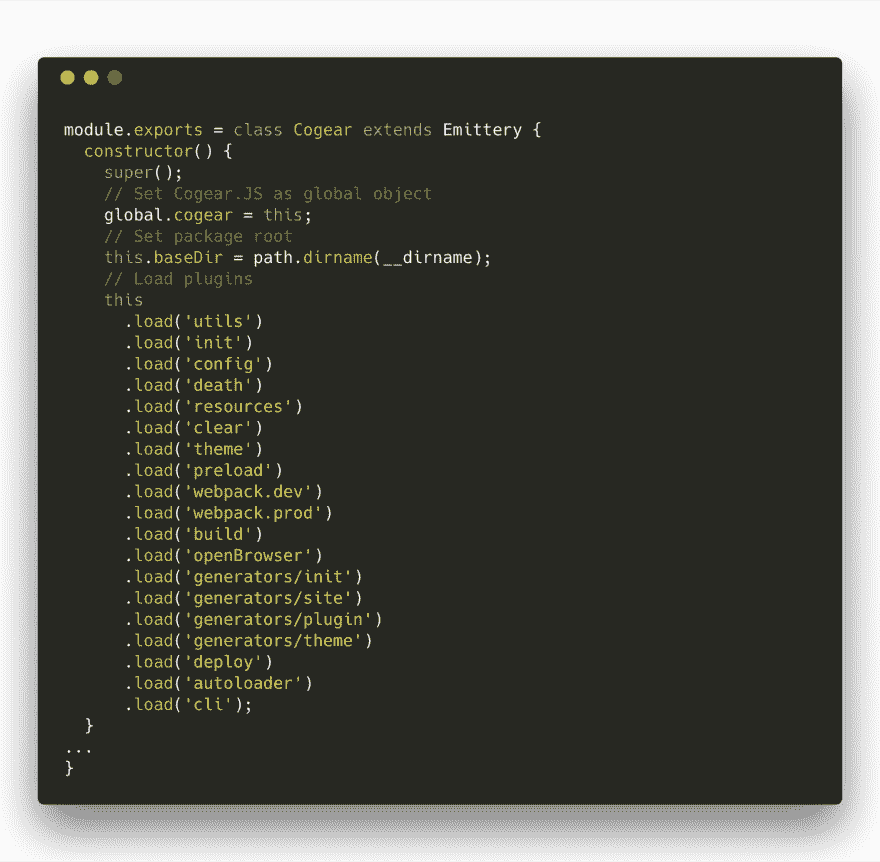 module.exports = class Cogear extends Emittery {
  constructor() {
    super();
    // Set Cogear.JS as global object
    global.cogear = this;
    // Set package root
    this.baseDir = path.dirname(__dirname);
    // Load plugins
    this
      .load('utils')
      .load('init')
      .load('config')
      .load('death')
      .load('resources')
      .load('clear')
      .load('theme')
      .load('preload')
      .load('webpack.dev')
      .load('webpack.prod')
      .load('build')
      .load('openBrowser')
      .load('generators/init')
      .load('generators/site')
      .load('generators/plugin')
      .load('generators/theme')
      .load('deploy')
      .load('autoloader')
      .load('cli');
  }
...
}